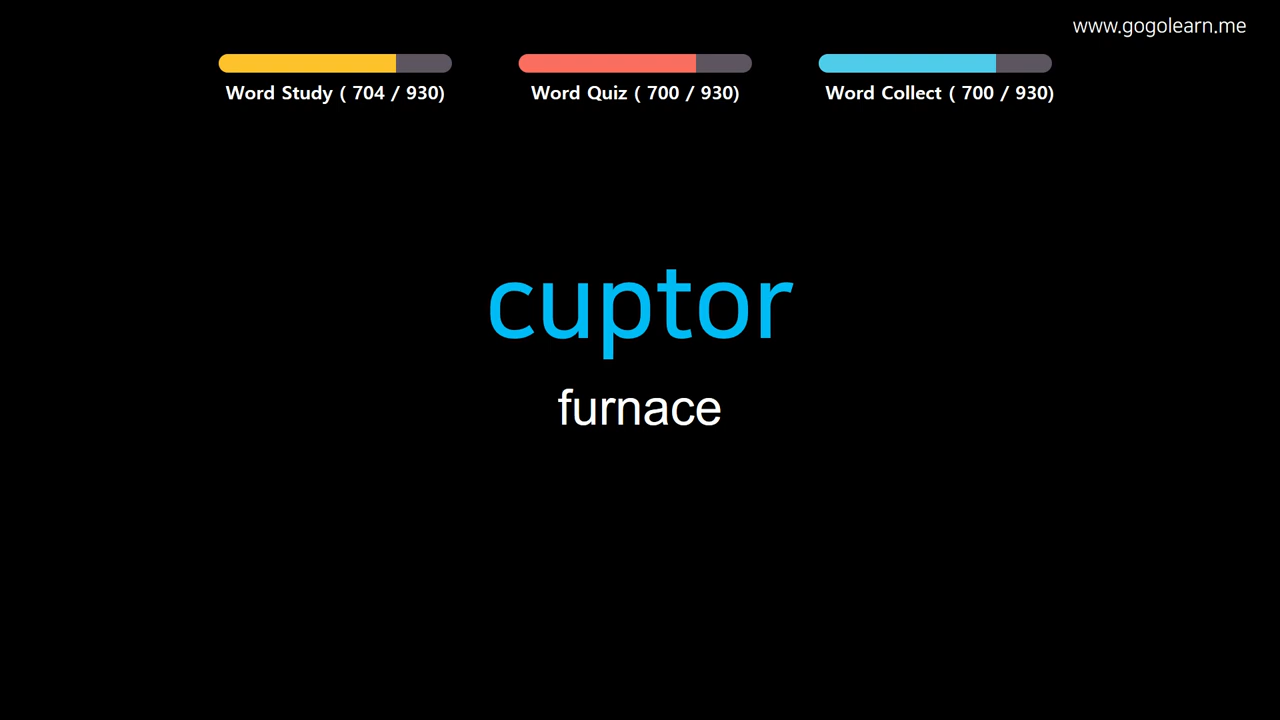 www.gogolearn.me
Word Study ( 704 / 930)
Word Quiz ( 700 / 930)
Word Collect ( 700 / 930)
cuptor
furnace